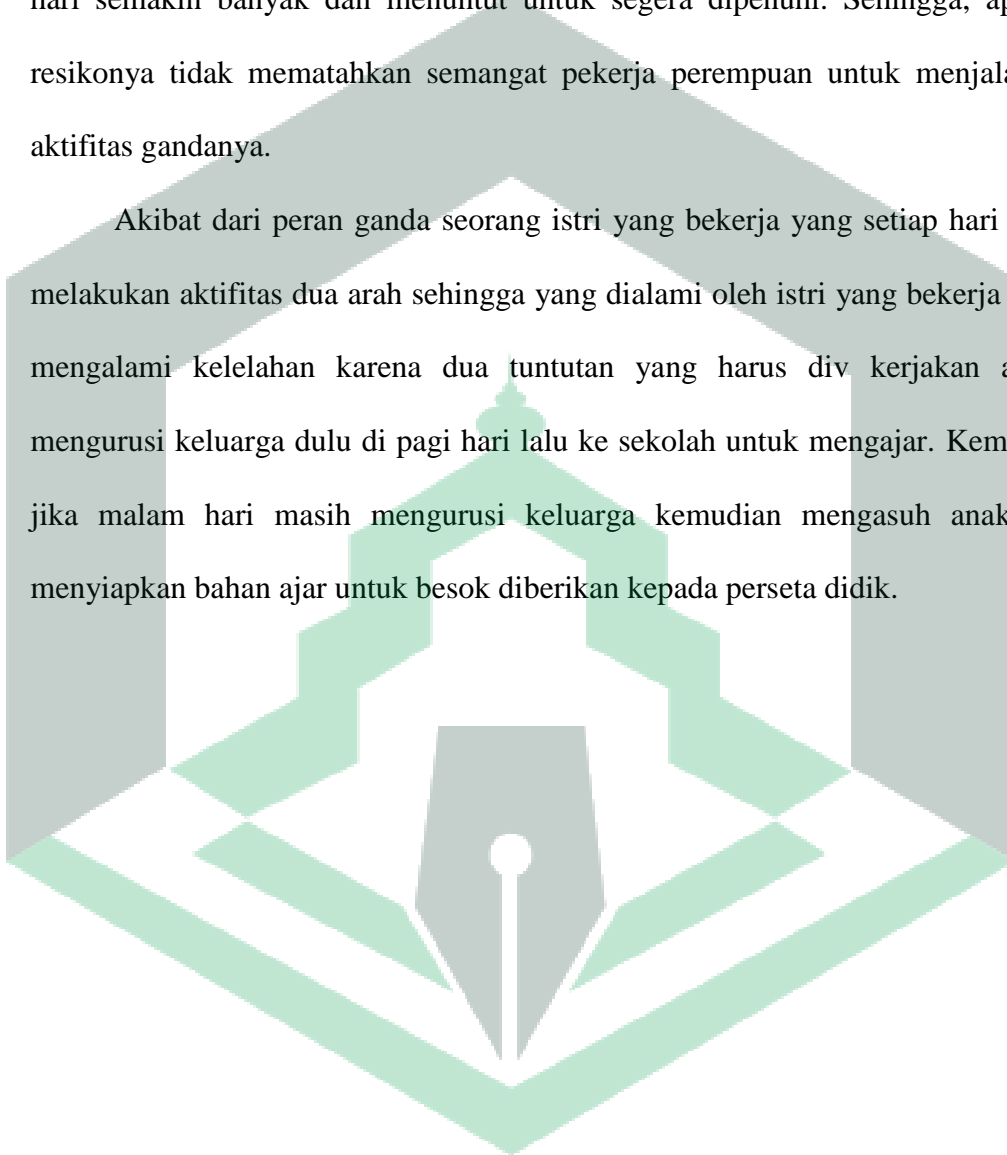 hari semakin banyak dan menuntut untuk segera dipenuhi. Sehingga,
resikonya tidak mematahkan semangat pekerja perempuan untuk
aktifitas gandanya.
Akibat dari peran ganda seorang istri yang bekerja yang setiap hari
melakukan aktifitas dua arah sehingga yang dialami oleh istri yang bekerja
mengalami kelelahan karena dua tuntutan yang harus div kerjakan
mengurusi keluarga dulu di pagi hari lalu ke sekolah untuk mengajar.
jika malam hari masih mengurusi keluarga kemudian mengasuh
menyiapkan bahan ajar untuk besok diberikan kepada perseta didik.